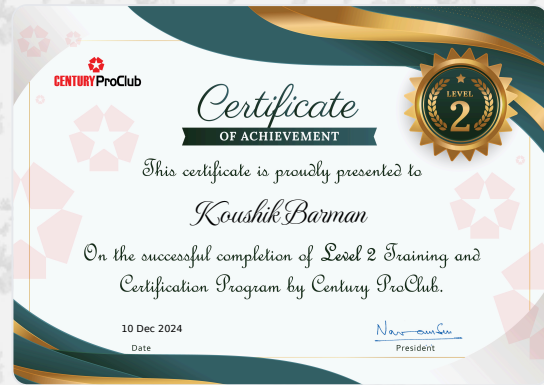 CENTURY ProClub
Certificate
OF ACHIEVEMENT
LEVEL
2
This certificate is proudly presented to
Koushik Barman
On the successful completion of Level 2 Training and
Certification Program by Century ProClub.
10 Dec 2024
Date
President